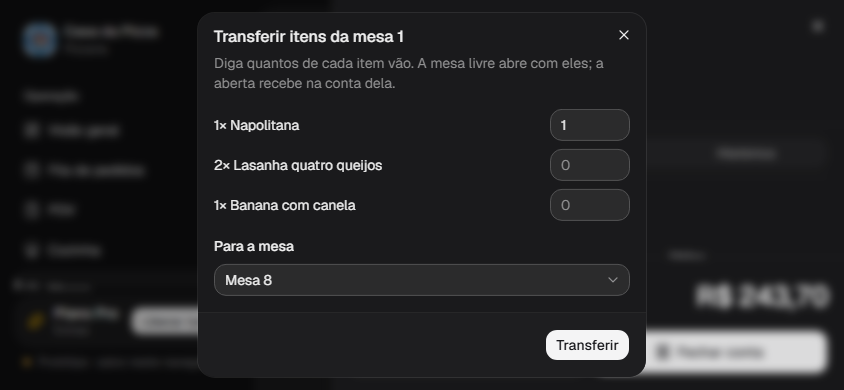 Transferir itens da mesa 1
Diga quantos de cada item vão. A mesa livre abre com eles; a
aberta recebe na conta dela.
1× Napolitana
1
2× Lasanha quatro queijos
0
1× Banana com canela
0
Para a mesa
Mesa 8
R$ 243,70
Fechar conta
Transferir